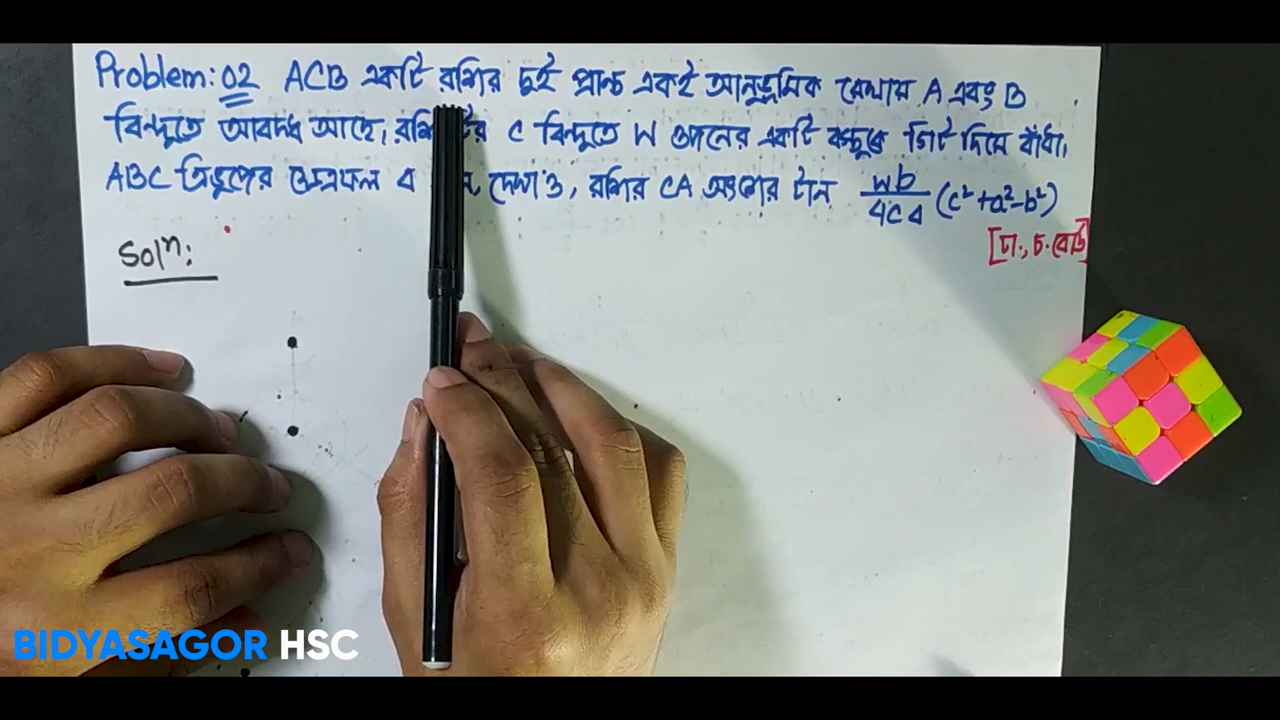 Problem: 02 ACB একটি রশির দুই প্রান্ত একই আনুভূমিক রেখায় A এবং B
বিন্দুতে আবদ্ধ আছে, C বিন্দুতে W ওজনের একটি বস্তুকে গিট দিয়ে বাঁধা।
ABC ত্রিভুজের ক্ষেত্রফল দেখাও, রশির CA অংশের টান wb/4c∆ (c²+a²-b²)
[ঢা., চ. বোর্ড]
Solⁿ:
BIDYASAGOR HSC